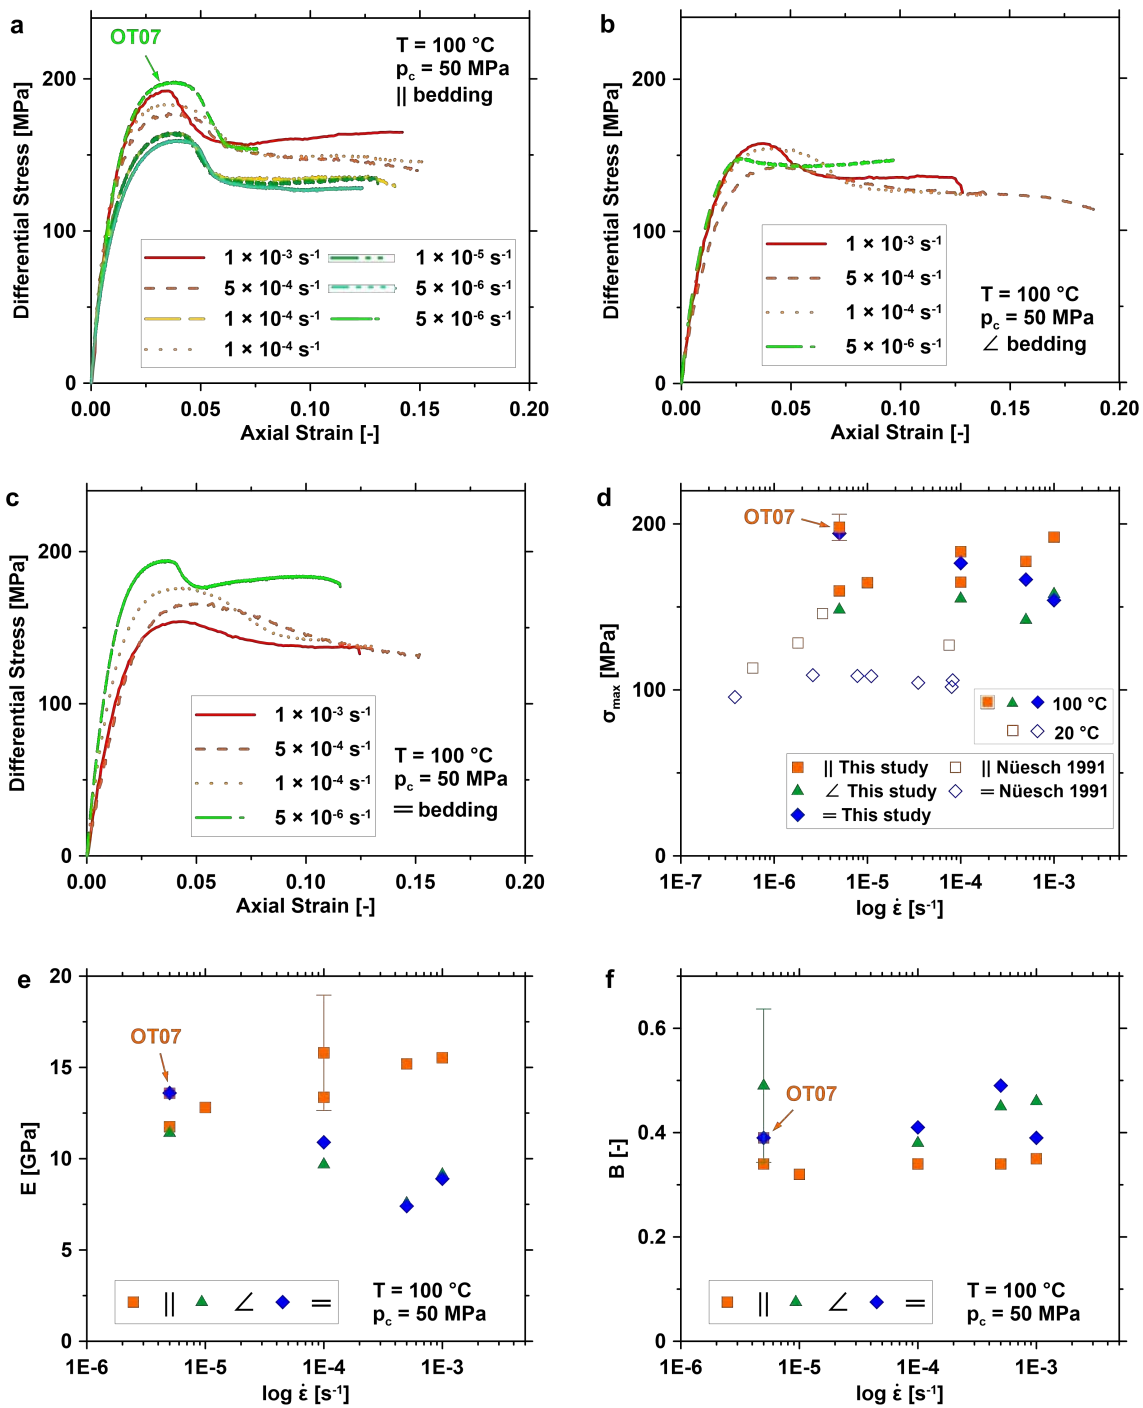 a
OT07
T = 100 °C
p_c = 50 MPa
|| bedding
Differential Stress [MPa]
200
100
0
1 × 10⁻³ s⁻¹
5 × 10⁻⁴ s⁻¹
1 × 10⁻⁴ s⁻¹
1 × 10⁻⁴ s⁻¹
1 × 10⁻⁵ s⁻¹
5 × 10⁻⁶ s⁻¹
5 × 10⁻⁶ s⁻¹
0.00 0.05 0.10 0.15 0.20
Axial Strain [-]
b
Differential Stress [MPa]
200
100
0
1 × 10⁻³ s⁻¹
5 × 10⁻⁴ s⁻¹
1 × 10⁻⁴ s⁻¹
5 × 10⁻⁶ s⁻¹
T = 100 °C
p_c = 50 MPa
∠ bedding
0.00 0.05 0.10 0.15 0.20
Axial Strain [-]
c
Differential Stress [MPa]
200
100
0
1 × 10⁻³ s⁻¹
5 × 10⁻⁴ s⁻¹
1 × 10⁻⁴ s⁻¹
5 × 10⁻⁶ s⁻¹
T = 100 °C
p_c = 50 MPa
= bedding
0.00 0.05 0.10 0.15 0.20
Axial Strain [-]
d
OT07
σ_max [MPa]
200
100
0
100 °C
20 °C
|| This study
|| Nüesch 1991
∠ This study
= Nüesch 1991
= This study
1E-7 1E-6 1E-5 1E-4 1E-3
log ε̇ [s⁻¹]
e
OT07
E [GPa]
20
15
10
5
0
|| ∠ =
T = 100 °C
p_c = 50 MPa
1E-6 1E-5 1E-4 1E-3
log ε̇ [s⁻¹]
f
OT07
B [-]
0.6
0.4
0.2
0
|| ∠ =
T = 100 °C
p_c = 50 MPa
1E-6 1E-5 1E-4 1E-3
log ε̇ [s⁻¹]